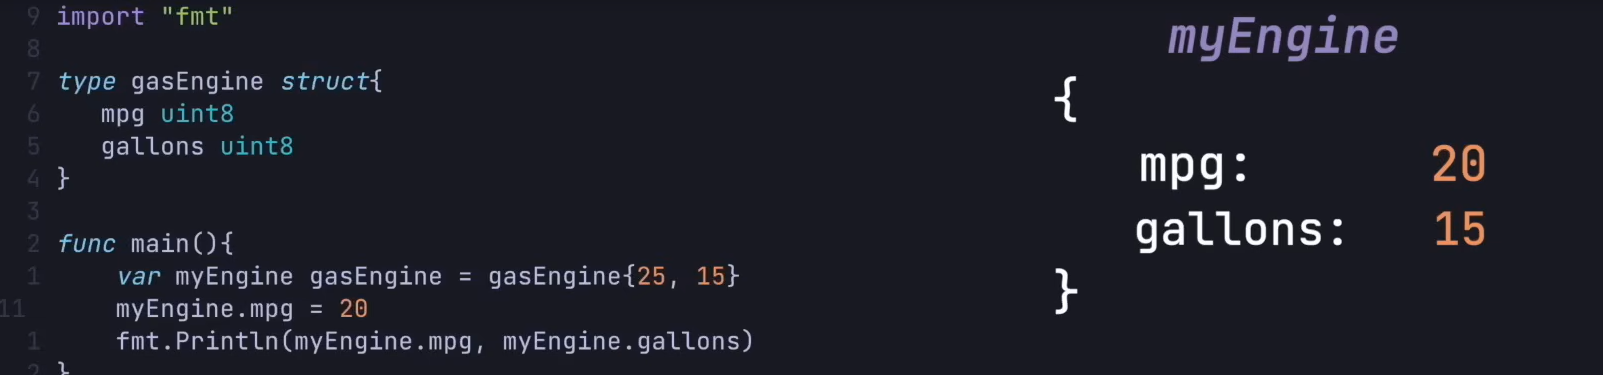 9 import "fmt"
8
7 type gasEngine struct{
6 mpg uint8
5 gallons uint8
4 }
3
2 func main(){
1 var myEngine gasEngine = gasEngine{25, 15}
11 myEngine.mpg = 20
1 fmt.Println(myEngine.mpg, myEngine.gallons)
2 }
myEngine
{
mpg: 20
gallons: 15
}